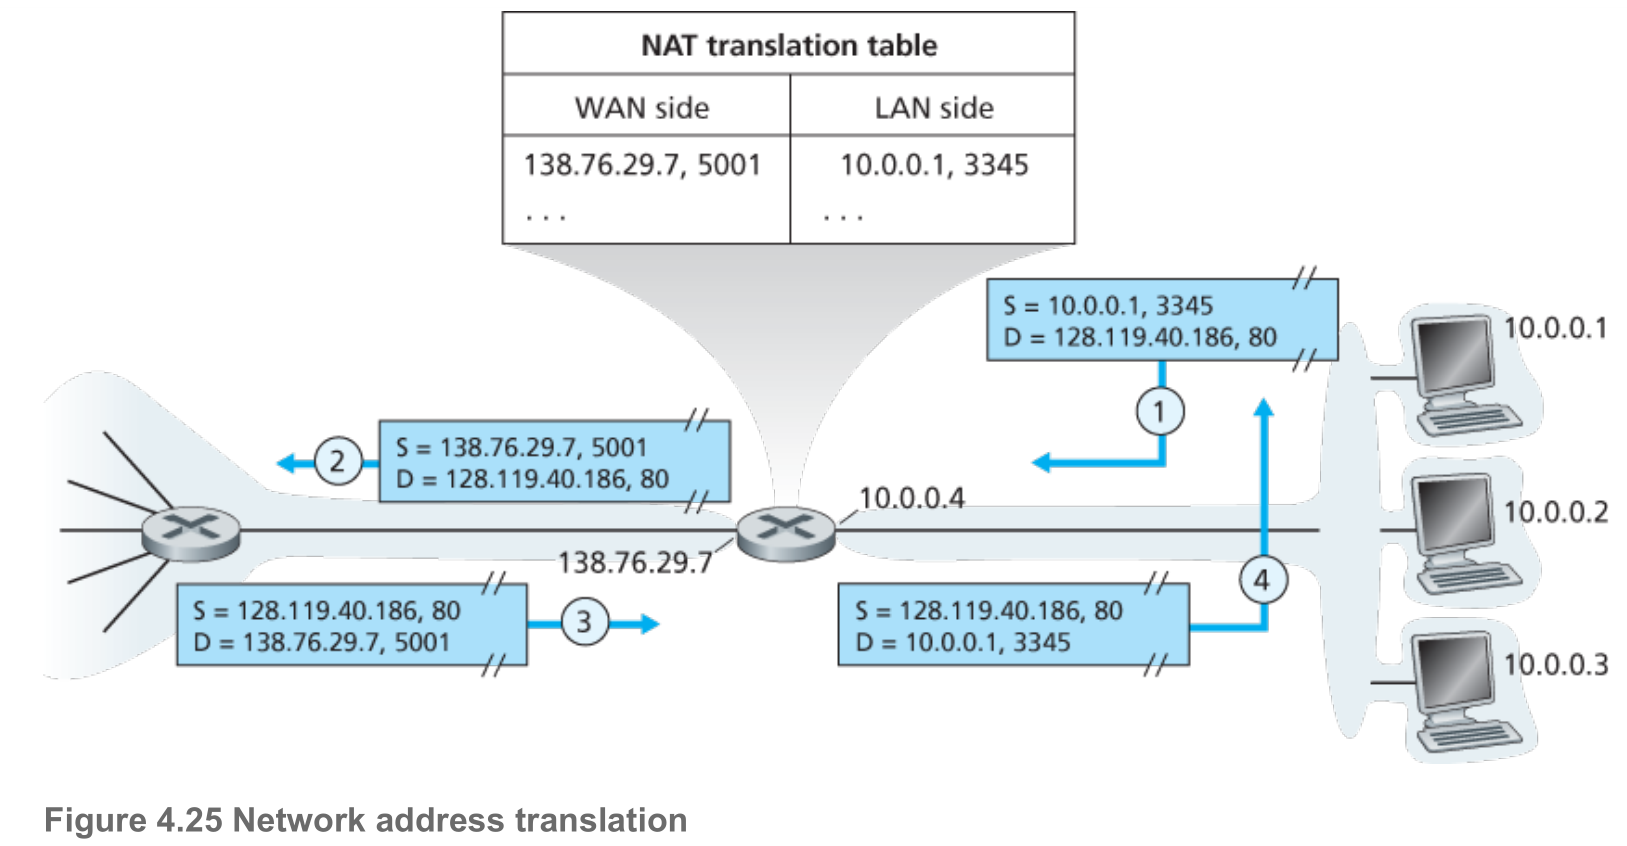 NAT translation table
WAN side LAN side
138.76.29.7, 5001 10.0.0.1, 3345
. . . . . .
S = 10.0.0.1, 3345
D = 128.119.40.186, 80
1
10.0.0.1
S = 138.76.29.7, 5001
D = 128.119.40.186, 80
2
10.0.0.4
10.0.0.2
138.76.29.7
S = 128.119.40.186, 80
D = 138.76.29.7, 5001
3
S = 128.119.40.186, 80
D = 10.0.0.1, 3345
4
10.0.0.3
Figure 4.25 Network address translation